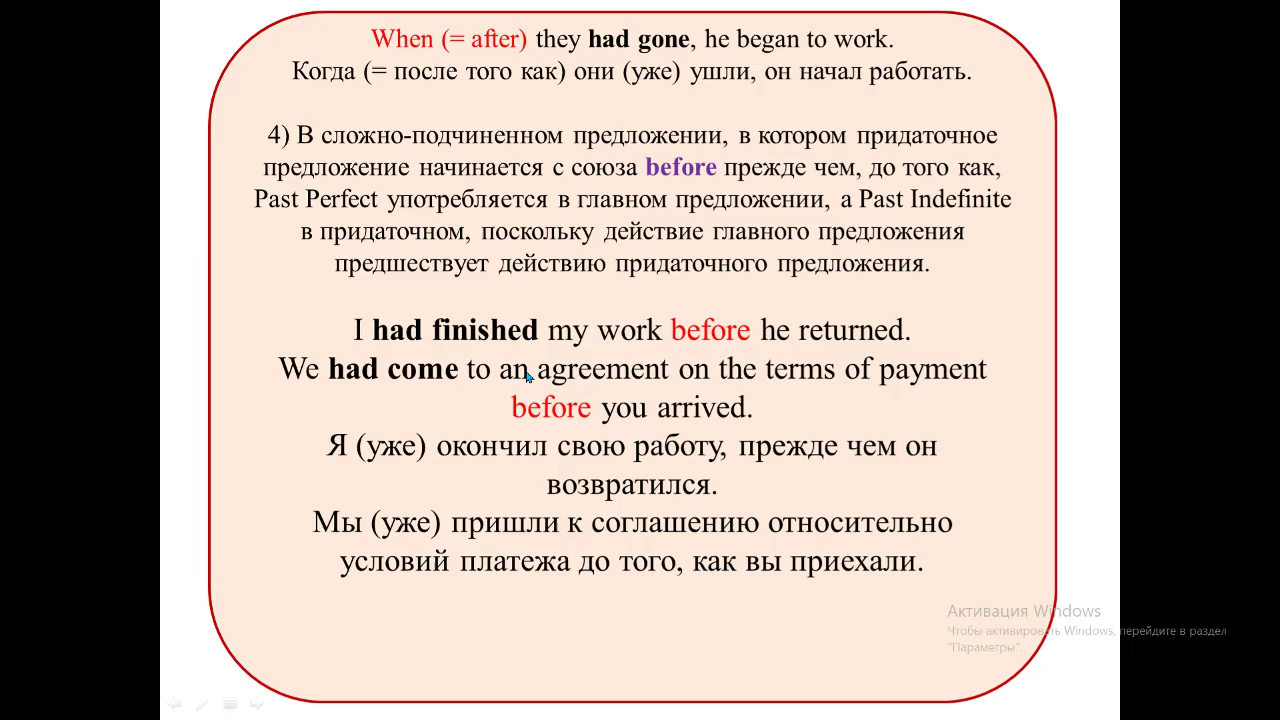 When (= after) they had gone, he began to work.
Когда (= после того как) они (уже) ушли, он начал работать.
4) В сложно-подчиненном предложении, в котором придаточное
предложение начинается с союза before прежде чем, до того как,
Past Perfect употребляется в главном предложении, а Past Indefinite
в придаточном, поскольку действие главного предложения
предшествует действию придаточного предложения.
I had finished my work before he returned.
We had come to an agreement on the terms of payment
before you arrived.
Я (уже) окончил свою работу, прежде чем он
возвратился.
Мы (уже) пришли к соглашению относительно
условий платежа до того, как вы приехали.
Активация Windows
Чтобы активировать Windows, перейдите в раздел
"Параметры".